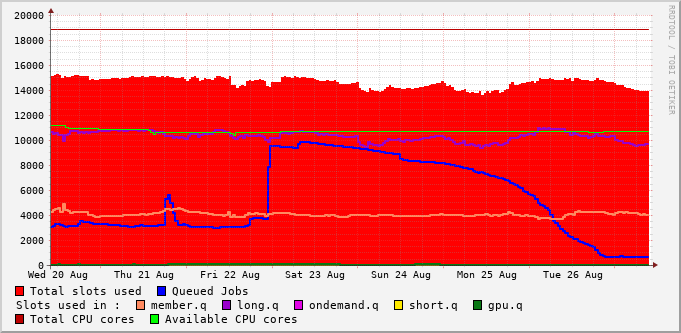 20000
18000
16000
14000
12000
10000
8000
6000
4000
2000
0
Wed 20 Aug Thu 21 Aug Fri 22 Aug Sat 23 Aug Sun 24 Aug Mon 25 Aug Tue 26 Aug
Total slots used Queued Jobs
Slots used in : member.q long.q ondemand.q short.q gpu.q
Total CPU cores Available CPU cores
RRDTOOL / TOBI OETIKER